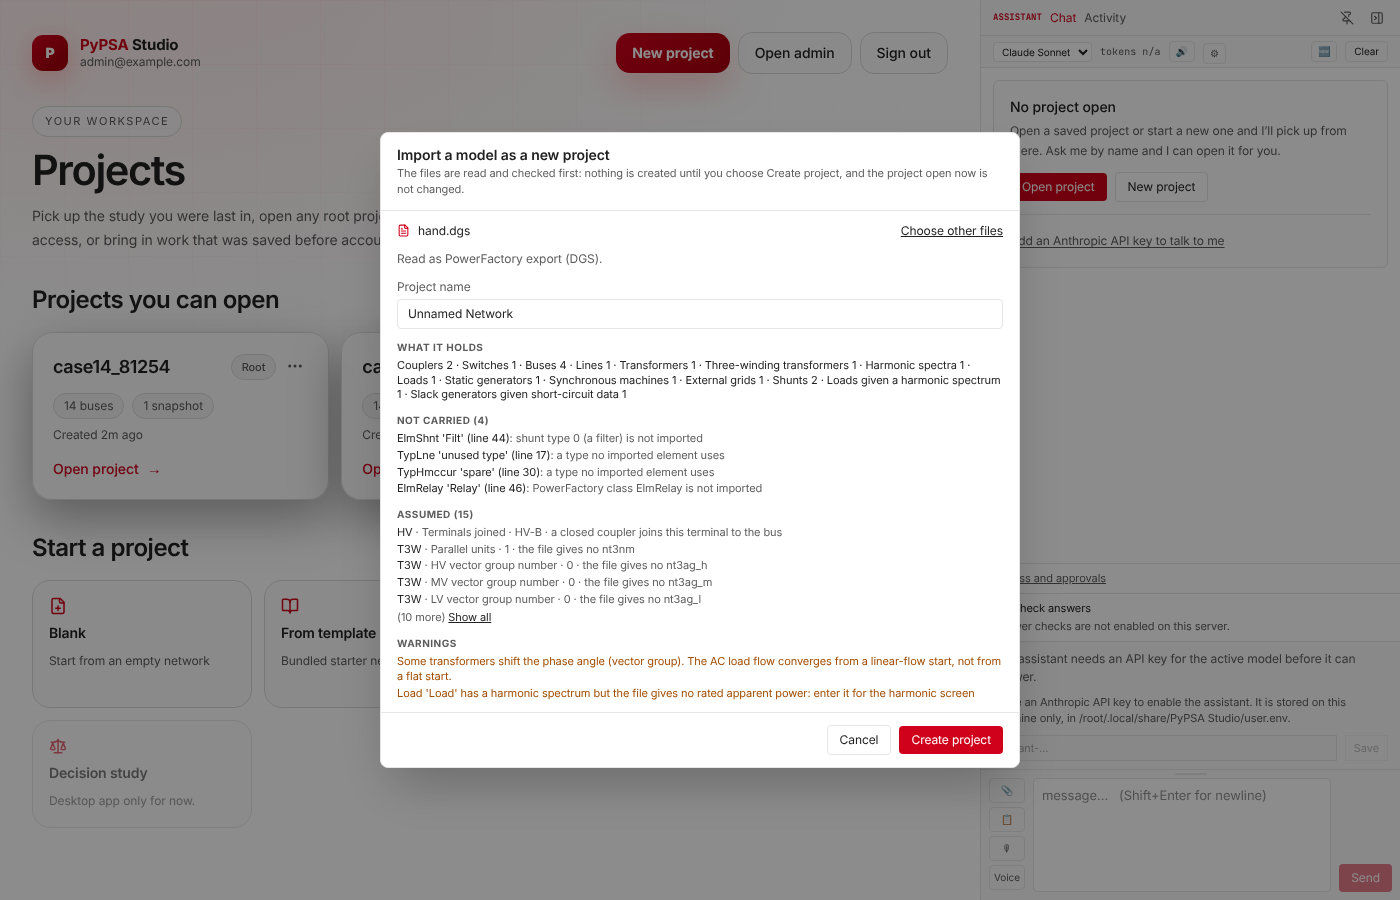 P
PyPSA Studio
admin@example.com
New project
Open admin
Sign out
YOUR WORKSPACE
Projects
Pick up the study you were last in, open any root
access, or bring in work that was saved before
Projects you can open
case14_81254
Root
14 buses
1 snapshot
Created 2m ago
Open project →
Start a project
Blank
Start from an empty network
From template
Bundled starter
Decision study
Desktop app only for now.
Import a model as a new project
The files are read and checked first: nothing is created until you choose Create project, and the project open now is
not changed.
hand.dgs
Choose other files
Read as PowerFactory export (DGS).
Project name
Unnamed Network
WHAT IT HOLDS
Couplers 2 · Switches 1 · Buses 4 · Lines 1 · Transformers 1 · Three-winding transformers 1 · Harmonic spectra 1 ·
Loads 1 · Static generators 1 · Synchronous machines 1 · External grids 1 · Shunts 2 · Loads given a harmonic spectrum
1 · Slack generators given short-circuit data 1
NOT CARRIED (4)
ElmShnt 'Filt' (line 44): shunt type 0 (a filter) is not imported
TypLne 'unused type' (line 17): a type no imported element uses
TypHmccur 'spare' (line 30): a type no imported element uses
ElmRelay 'Relay' (line 46): PowerFactory class ElmRelay is not imported
ASSUMED (15)
HV · Terminals joined · HV-B · a closed coupler joins this terminal to the bus
T3W · Parallel units · 1 · the file gives no nt3nm
T3W · HV vector group number · 0 · the file gives no nt3ag_h
T3W · MV vector group number · 0 · the file gives no nt3ag_m
T3W · LV vector group number · 0 · the file gives no nt3ag_l
(10 more) Show all
WARNINGS
Some transformers shift the phase angle (vector group). The AC load flow converges from a linear-flow start, not from
a flat start.
Load 'Load' has a harmonic spectrum but the file gives no rated apparent power: enter it for the harmonic screen
Cancel
Create project
ASSISTANT
Chat
Activity
Claude Sonnet
tokens n/a
Clear
No project open
Open a saved project or start a new one and I'll pick up from
here. Ask me by name and I can open it for you.
Open project
New project
add an Anthropic API key to talk to me
and approvals
check answers
checks are not enabled on this server.
assistant needs an API key for the active model before it can
an Anthropic API key to enable the assistant. It is stored on this
only, in /root/.local/share/PyPSA Studio/user.env.
ant-...
Save
message... (Shift+Enter for newline)
Voice
Send